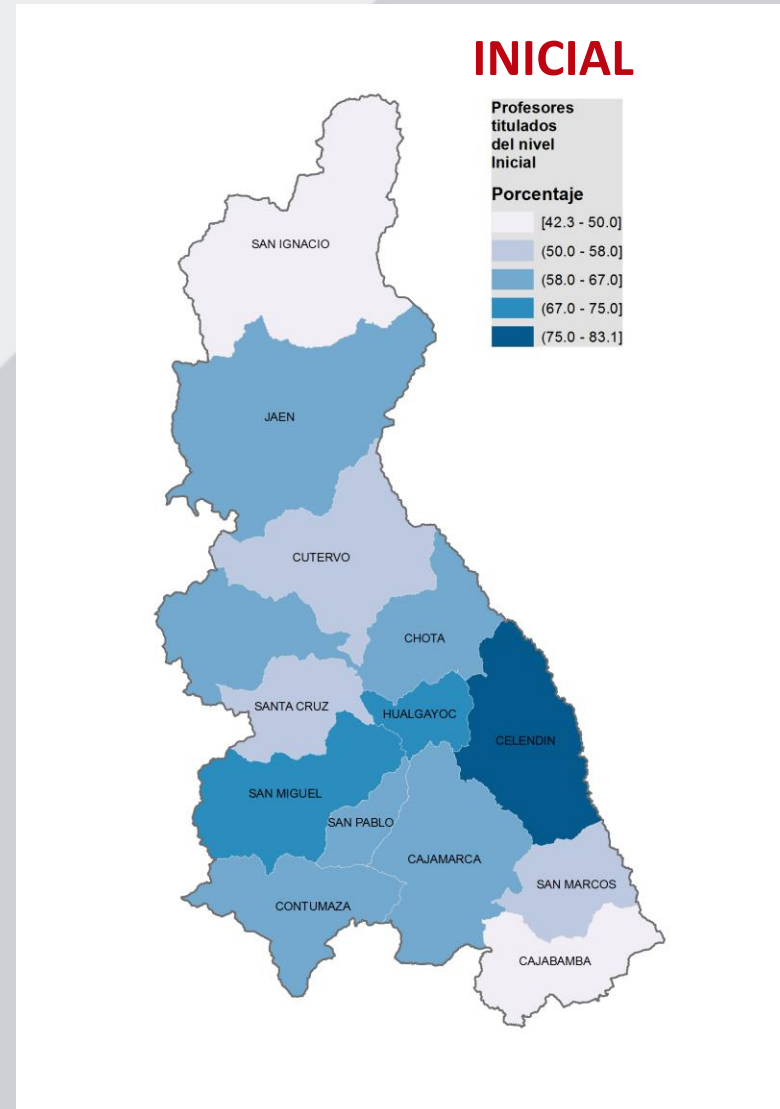 INICIAL
Profesores
titulados
del nivel
Inicial
Porcentaje
[42.3 - 50.0]
(50.0 - 58.0]
(58.0 - 67.0]
(67.0 - 75.0]
(75.0 - 83.1]
SAN IGNACIO
JAEN
CUTERVO
CHOTA
SANTA CRUZ
HUALGAYOC
CELENDIN
SAN MIGUEL
SAN PABLO
CAJAMARCA
SAN MARCOS
CONTUMAZA
CAJABAMBA